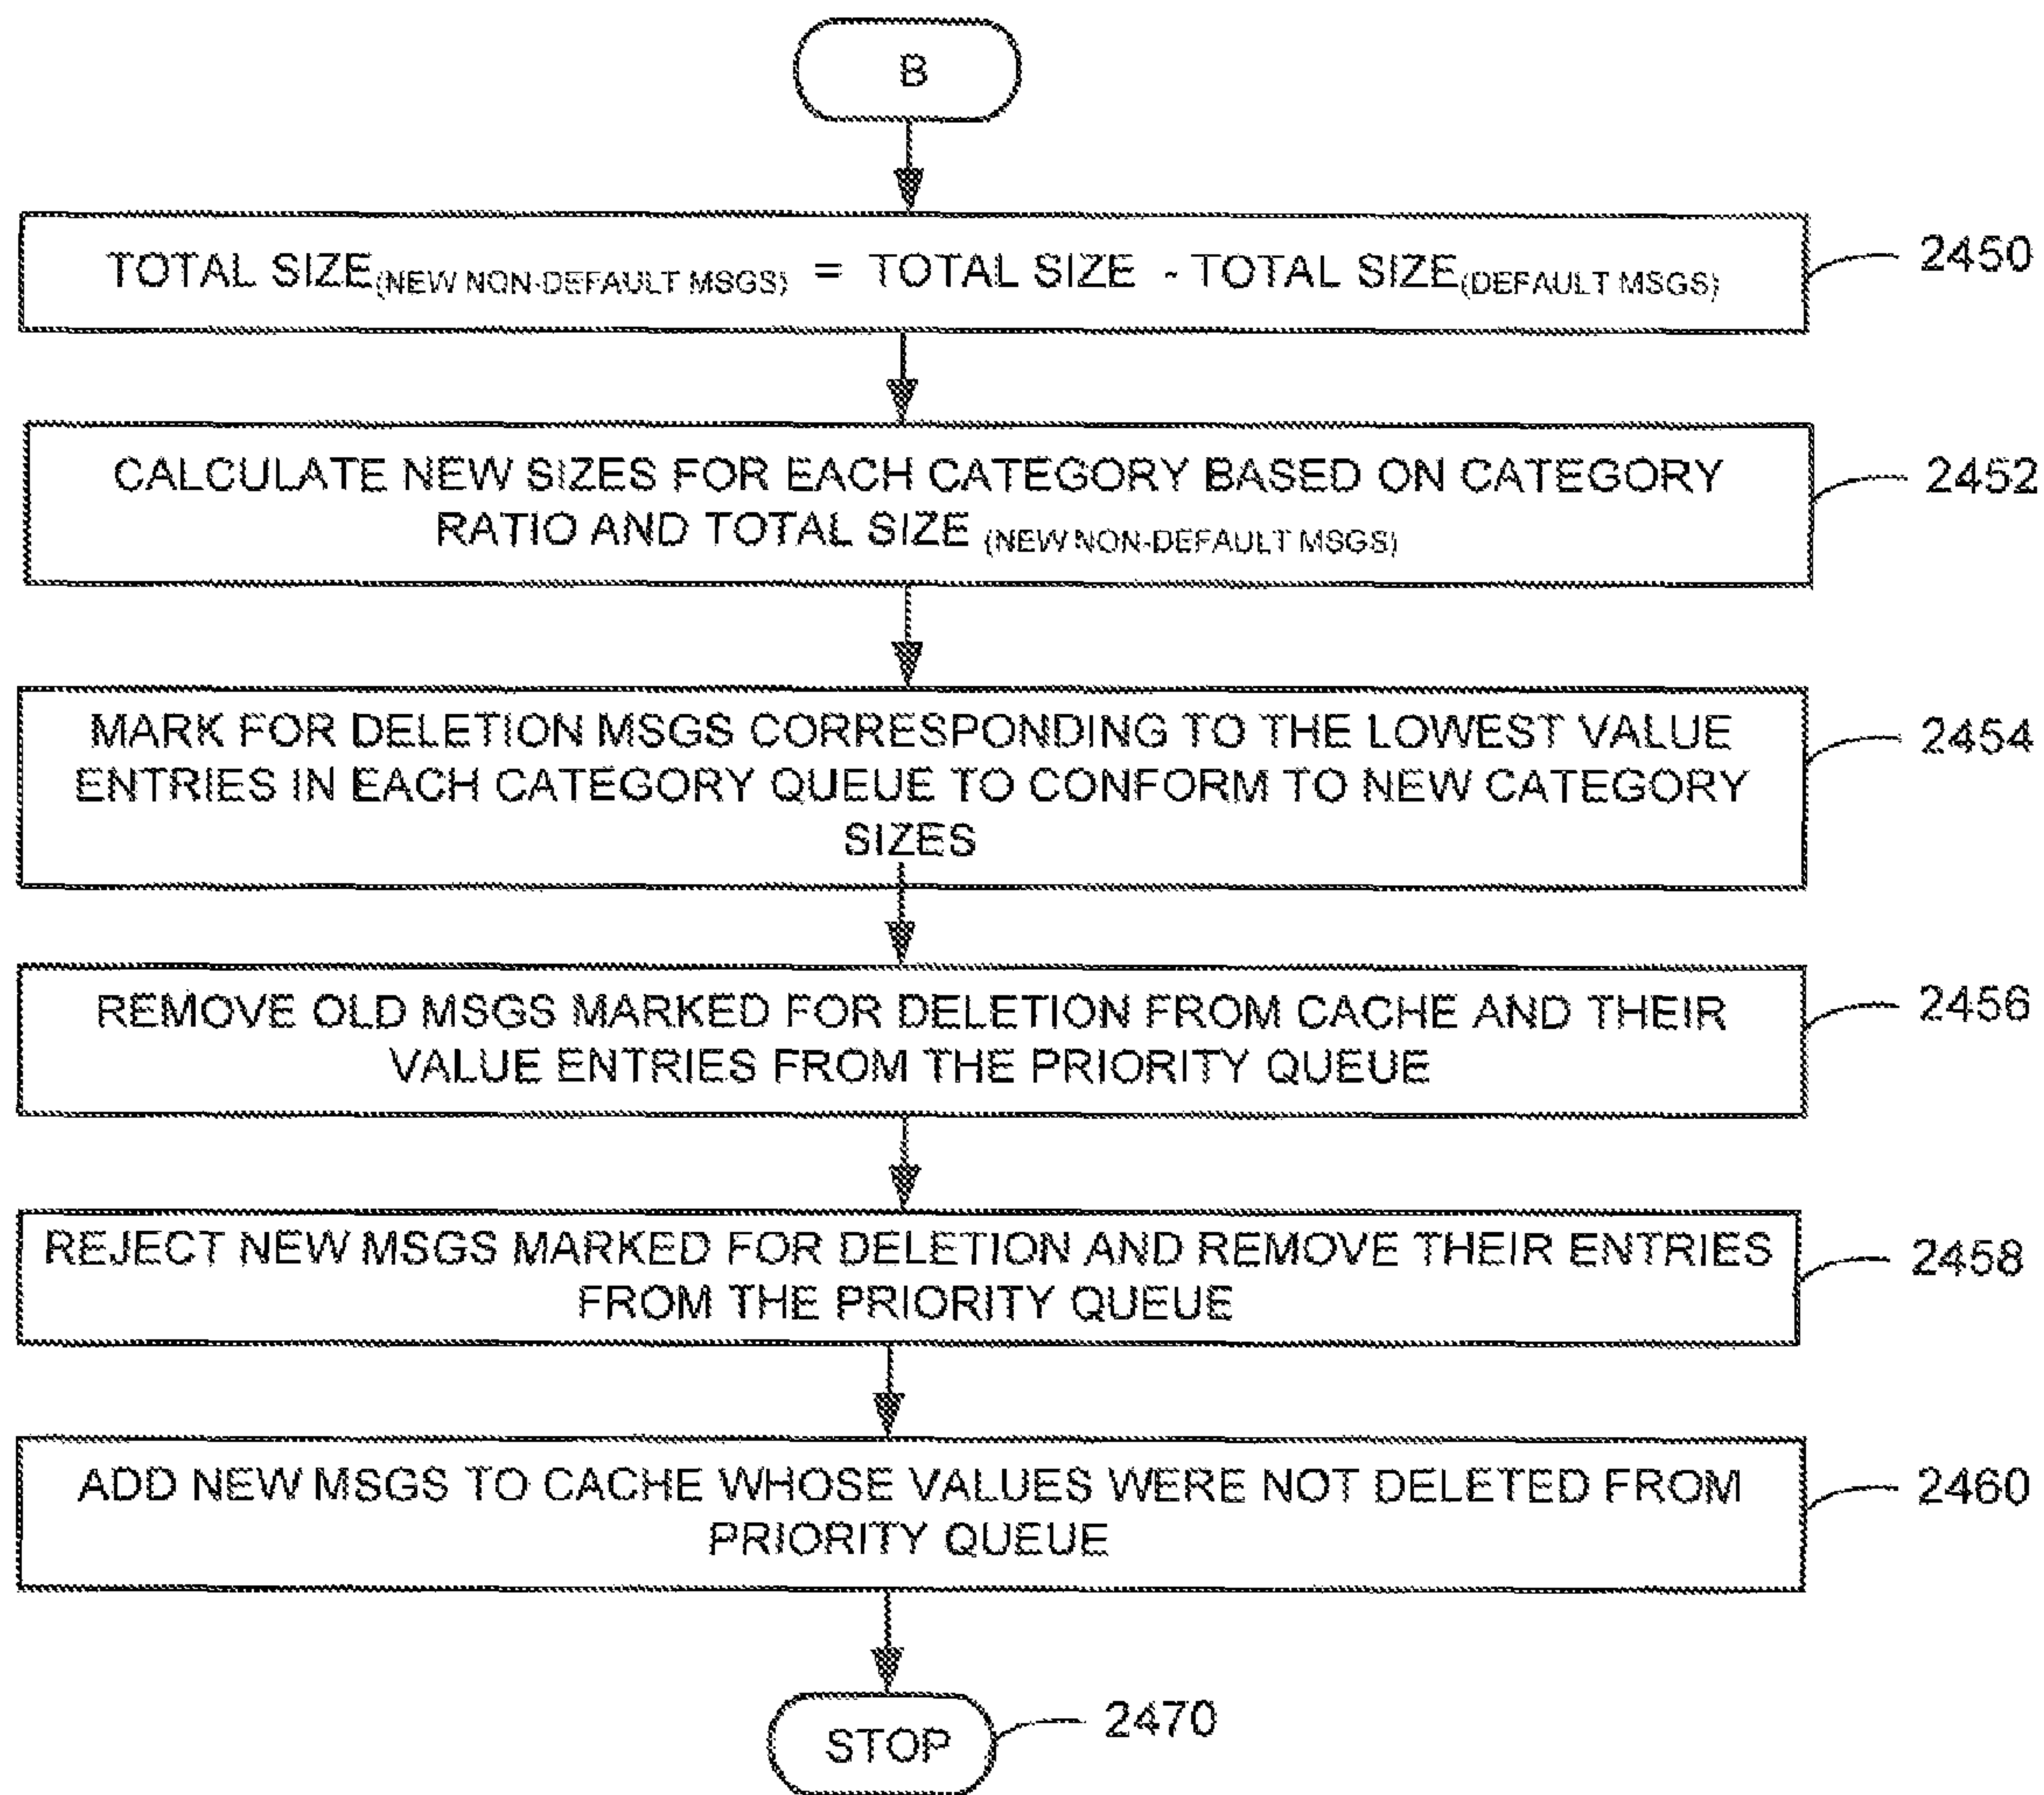 B
TOTAL SIZE(NEW NON-DEFAULT MSGS) = TOTAL SIZE - TOTAL SIZE(DEFAULT MSGS)
2450
CALCULATE NEW SIZES FOR EACH CATEGORY BASED ON CATEGORY
RATIO AND TOTAL SIZE (NEW NON-DEFAULT MSGS)
2452
MARK FOR DELETION MSGS CORRESPONDING TO THE LOWEST VALUE
ENTRIES IN EACH CATEGORY QUEUE TO CONFORM TO NEW CATEGORY
SIZES
2454
REMOVE OLD MSGS MARKED FOR DELETION FROM CACHE AND THEIR
VALUE ENTRIES FROM THE PRIORITY QUEUE
2456
REJECT NEW MSGS MARKED FOR DELETION AND REMOVE THEIR ENTRIES
FROM THE PRIORITY QUEUE
2458
ADD NEW MSGS TO CACHE WHOSE VALUES WERE NOT DELETED FROM
PRIORITY QUEUE
2460
STOP
2470